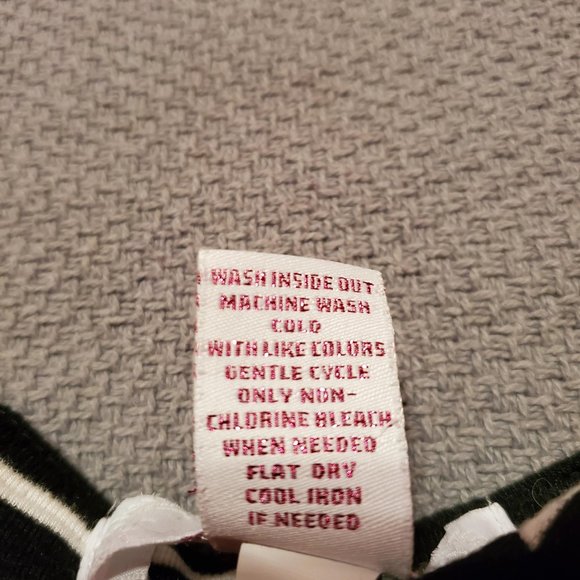 WASH INSIDE OUT
MACHINE WASH
COLD
WITH LIKE COLORS
GENTLE CYCLE
ONLY NON-
CHLORINE BLEACH
WHEN NEEDED
FLAT DRY
COOL IRON
IF NEEDED